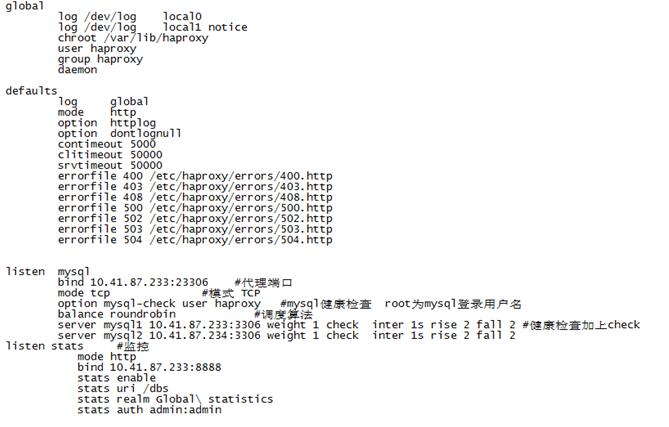 global
        log /dev/log    local0
        log /dev/log    local1 notice
        chroot /var/lib/haproxy
        user haproxy
        group haproxy
        daemon

defaults
        log     global
        mode    http
        option  httplog
        option  dontlognull
        contimeout 5000
        clitimeout 50000
        srvtimeout 50000
        errorfile 400 /etc/haproxy/errors/400.http
        errorfile 403 /etc/haproxy/errors/403.http
        errorfile 408 /etc/haproxy/errors/408.http
        errorfile 500 /etc/haproxy/errors/500.http
        errorfile 502 /etc/haproxy/errors/502.http
        errorfile 503 /etc/haproxy/errors/503.http
        errorfile 504 /etc/haproxy/errors/504.http

listen  mysql
        bind 10.41.87.233:23306    #代理端口
        mode tcp             #模式 TCP
        option mysql-check user haproxy   #mysql健康检查  root为mysql登录用户名
        balance roundrobin            #调度算法
        server mysql1 10.41.87.233:3306 weight 1 check  inter 1s rise 2 fall 2 #健康检查加上check
        server mysql2 10.41.87.234:3306 weight 1 check  inter 1s rise 2 fall 2
listen stats     #监控
           mode http
           bind 10.41.87.233:8888
           stats enable
           stats uri /dbs
           stats realm Global\ statistics
           stats auth admin:admin